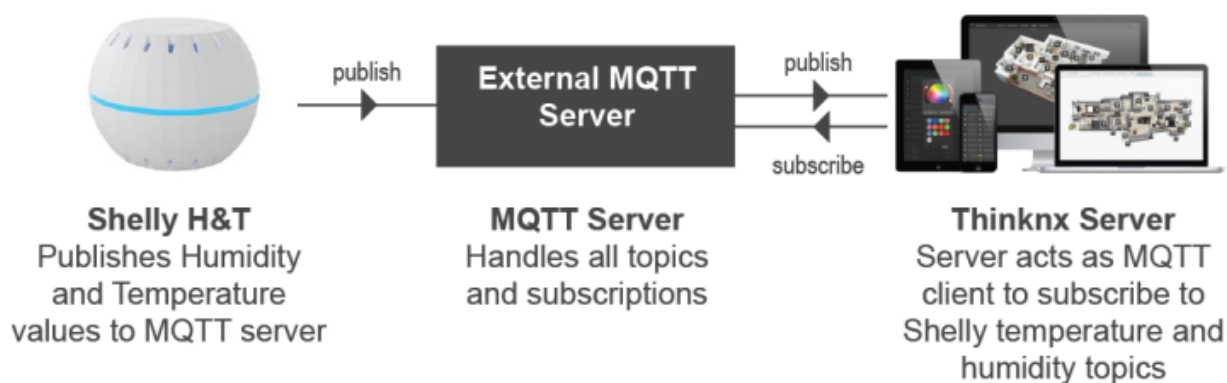 publish
External MQTT
Server
publish
subscribe
Shelly H&T
Publishes Humidity
and Temperature
values to MQTT server
MQTT Server
Handles all topics
and subscriptions
Thinknx Server
Server acts as MQTT
client to subscribe to
Shelly temperature and
humidity topics